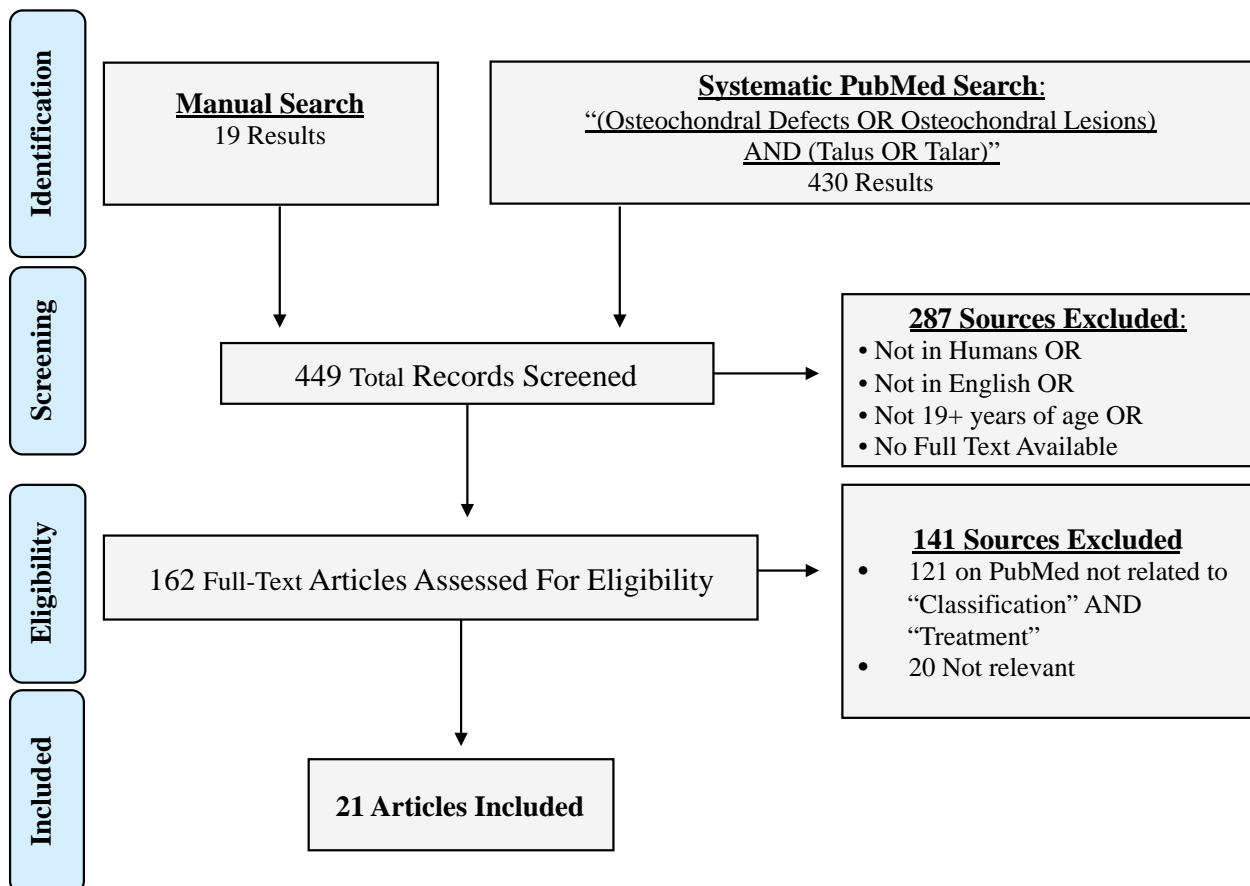 Identification
Manual Search
19 Results
Systematic PubMed Search:
“(Osteochondral Defects OR Osteochondral Lesions)
AND (Talus OR Talar)”
430 Results
Screening
449 Total Records Screened
287 Sources Excluded:
• Not in Humans OR
• Not in English OR
• Not 19+ years of age OR
• No Full Text Available
Eligibility
162 Full-Text Articles Assessed For Eligibility
141 Sources Excluded
• 121 on PubMed not related to
“Classification” AND
“Treatment”
• 20 Not relevant
Included
21 Articles Included